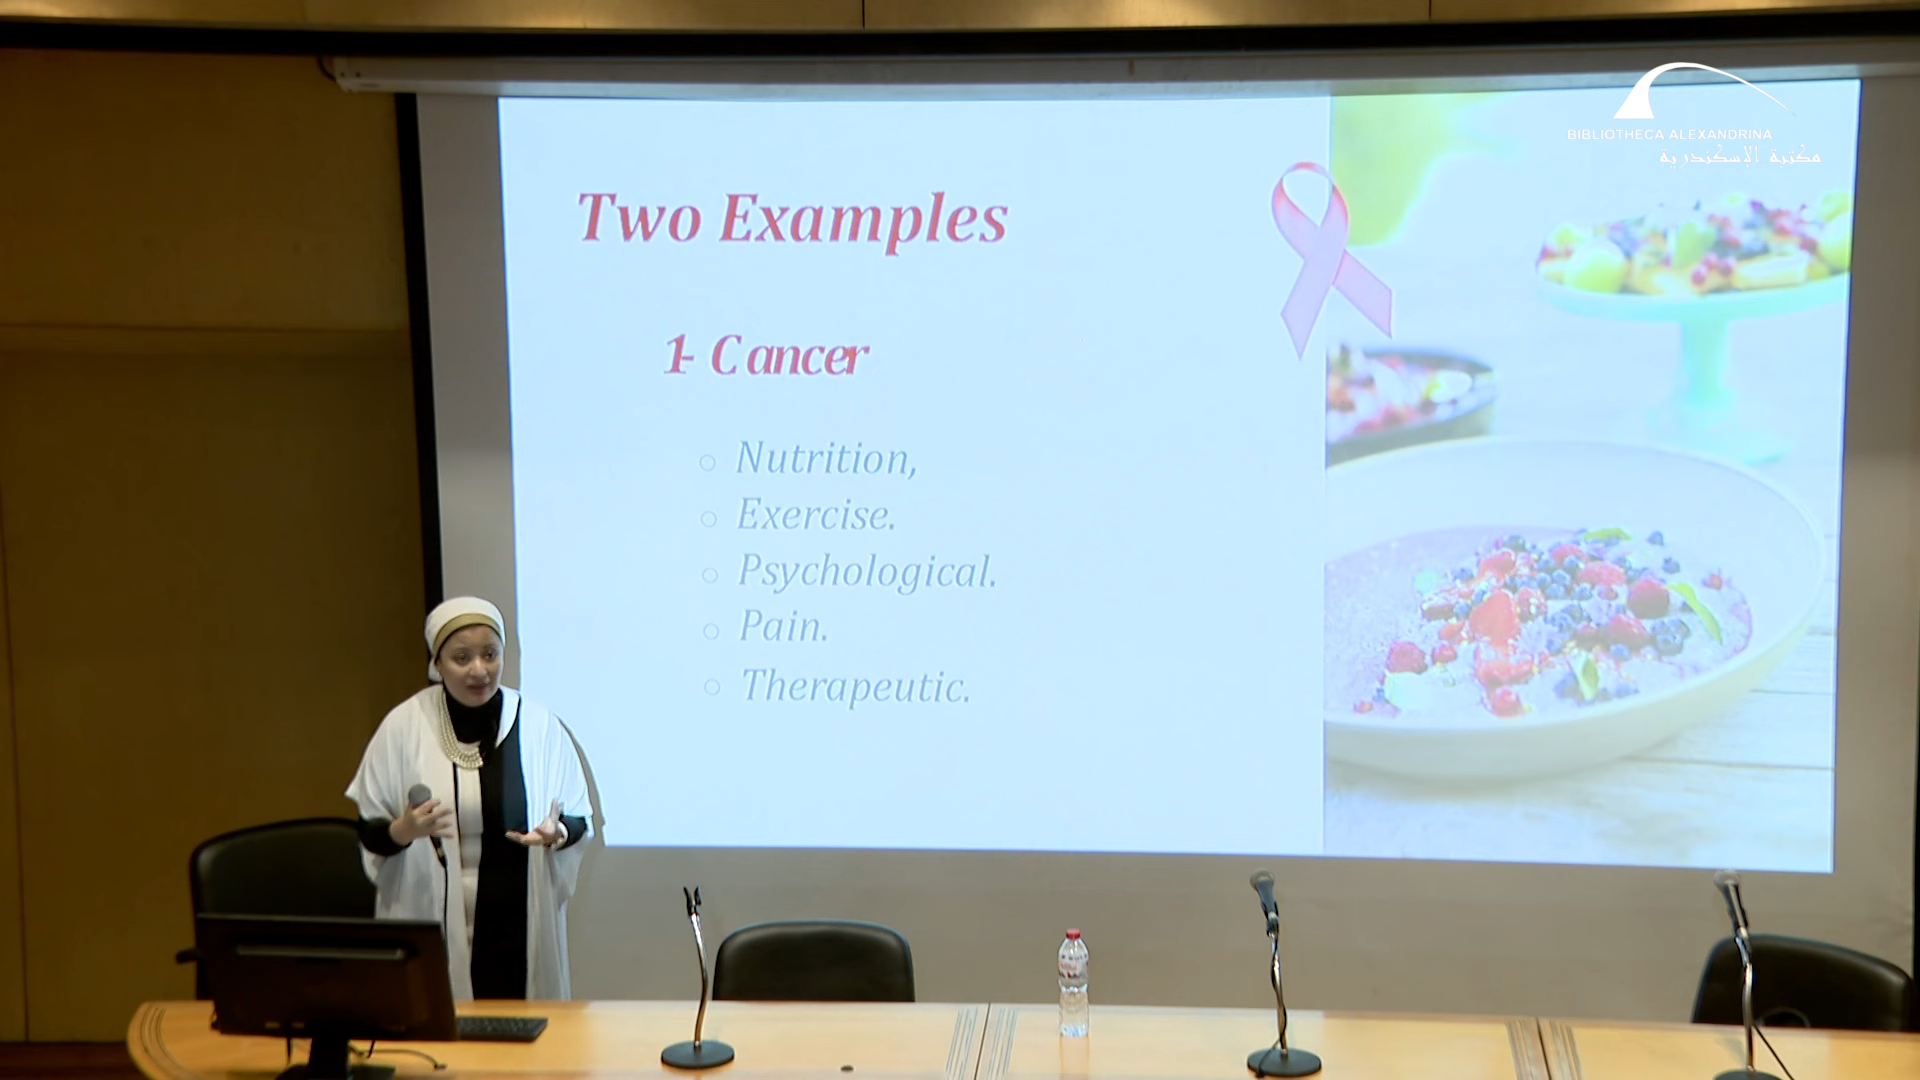 BIBLIOTHECA ALEXANDRINA
مكتبة الإسكندرية
Two Examples
1- Cancer
Nutrition,
Exercise.
Psychological.
Pain.
Therapeutic.